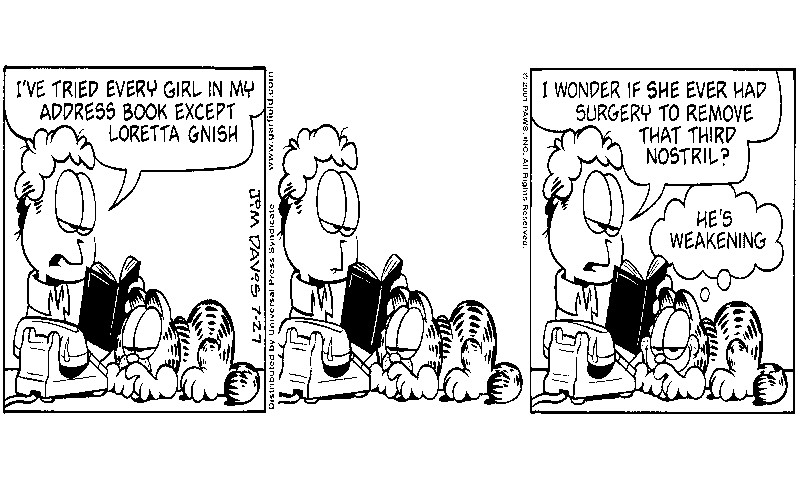 I'VE TRIED EVERY GIRL IN MY
ADDRESS BOOK EXCEPT
LORETTA GNISH
JIM DAVIS 7-27
www.garfield.com
Distributed by Universal Press Syndicate
© 2001 PAWS, INC. All Rights Reserved.
I WONDER IF SHE EVER HAD
SURGERY TO REMOVE
THAT THIRD
NOSTRIL?
HE'S
WEAKENING